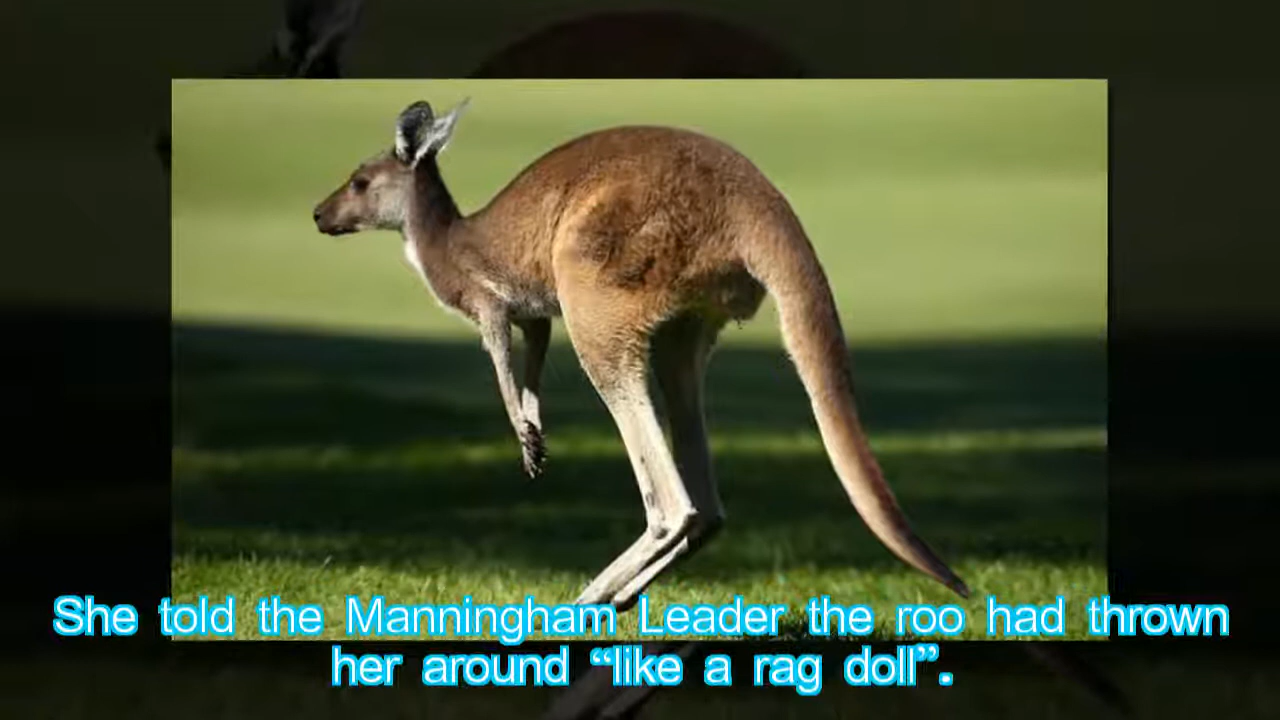 She told the Manningham Leader the roo had thrown
her around “like a rag doll”.